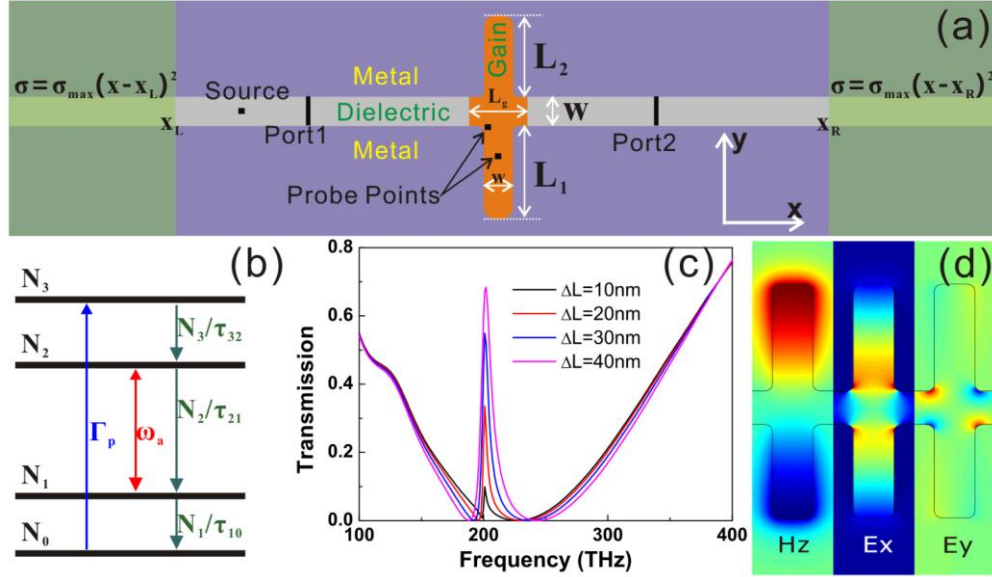 (a)
Gain
L₂
σ=σmax(x-xL)²
Metal
σ=σmax(x-xR)²
Source
Lg
Dielectric
W
xL
Port1
Port2
xR
Metal
Probe Points
w
L₁
y
x
(b)
N₃
N₃/τ₃₂
N₂
Γp
ωa
N₂/τ₂₁
N₁
N₁/τ₁₀
N₀
(c)
0.8
0.6
0.4
0.2
0.0
Transmission
ΔL=10nm
ΔL=20nm
ΔL=30nm
ΔL=40nm
100
200
300
400
Frequency (THz)
(d)
Hz
Ex
Ey